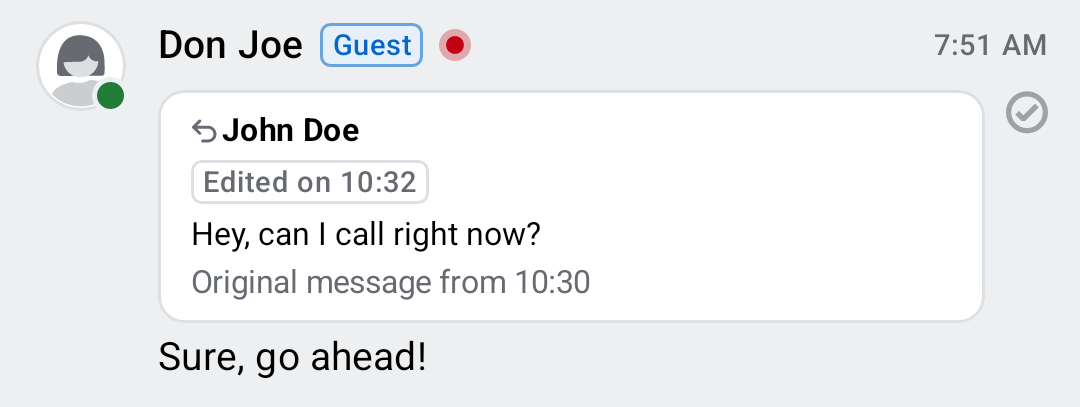 Don Joe Guest 7:51 AM
John Doe
Edited on 10:32
Hey, can I call right now?
Original message from 10:30
Sure, go ahead!